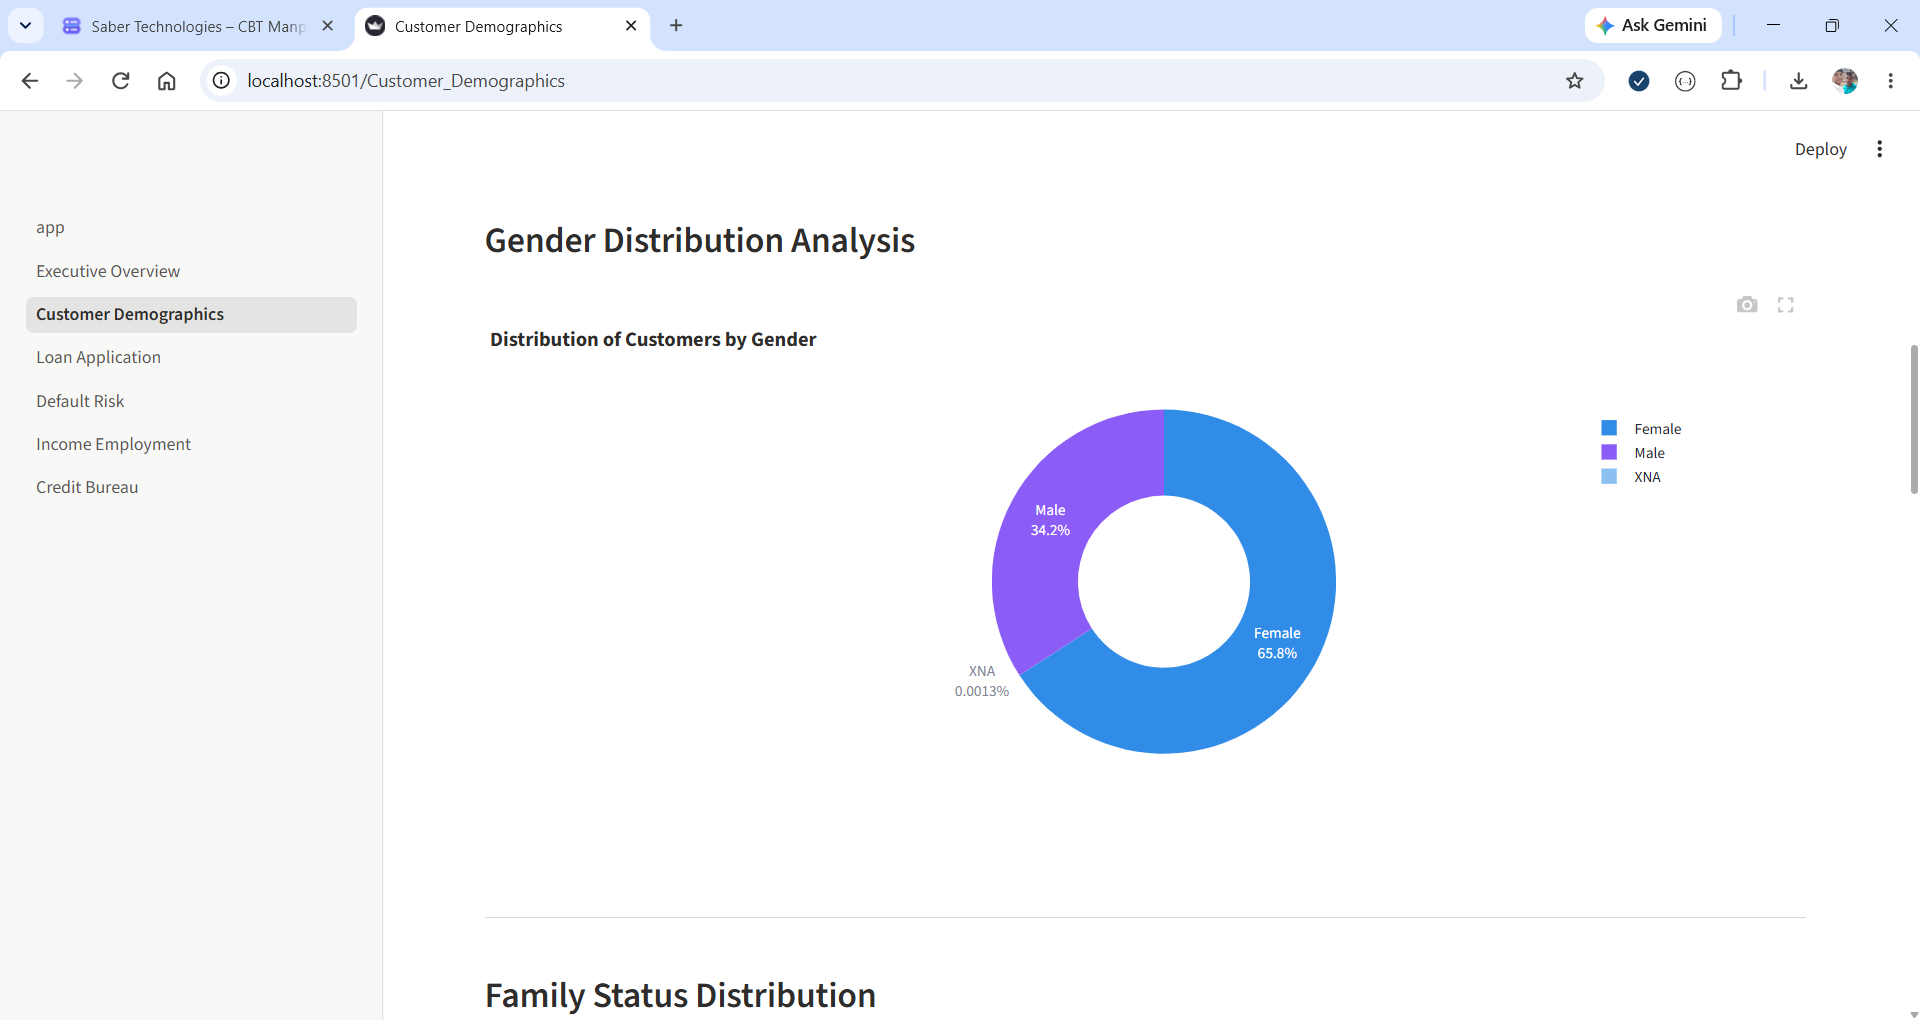 Saber Technologies – CBT Manp
Customer Demographics
Ask Gemini
localhost:8501/Customer_Demographics
Deploy
app
Executive Overview
Customer Demographics
Loan Application
Default Risk
Income Employment
Credit Bureau
Gender Distribution Analysis
Distribution of Customers by Gender
Female
Male
XNA
Male
34.2%
Female
65.8%
XNA
0.0013%
Family Status Distribution